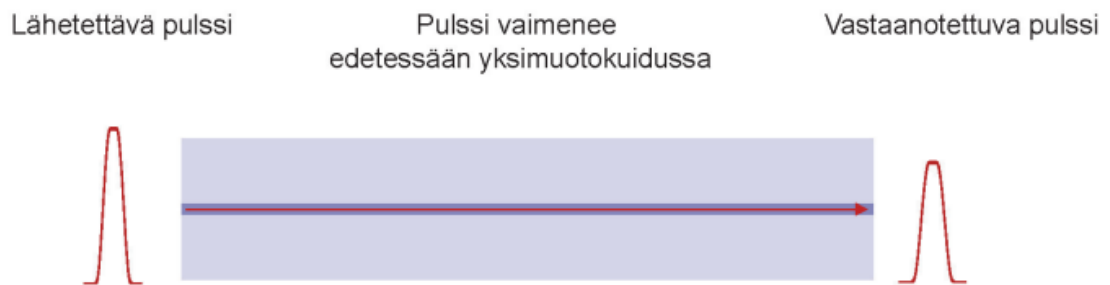 Lähetettävä pulssi
Pulssi vaimenee
edetessään yksimuotokuidussa
Vastaanotettuva pulssi